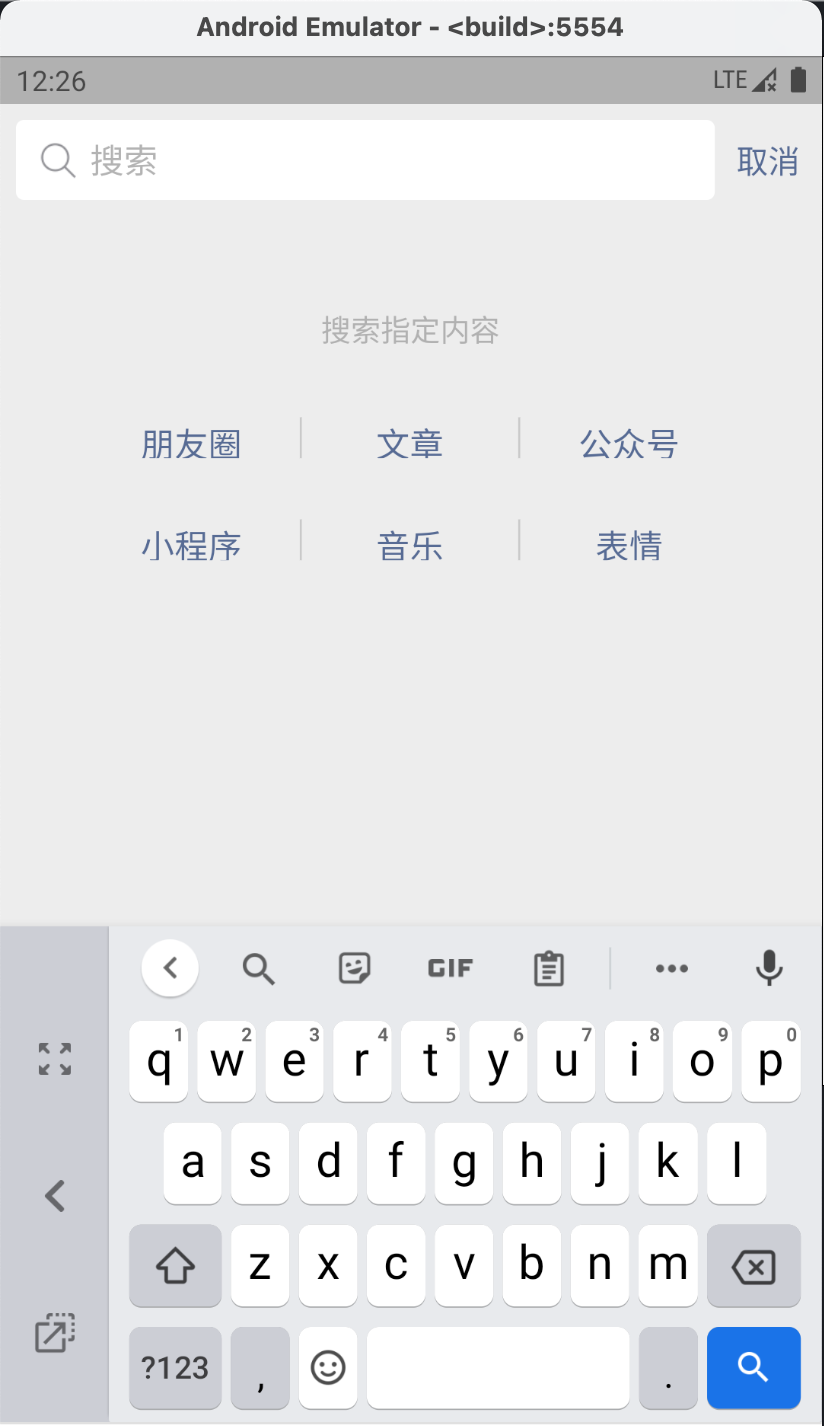 Android Emulator - <build>:5554
12:26 LTE
搜索 取消
搜索指定内容
朋友圈 文章 公众号
小程序 音乐 表情
GIF
1 2 3 4 5 6 7 8 9 0
q w e r t y u i o p
a s d f g h j k l
z x c v b n m
?123 , .